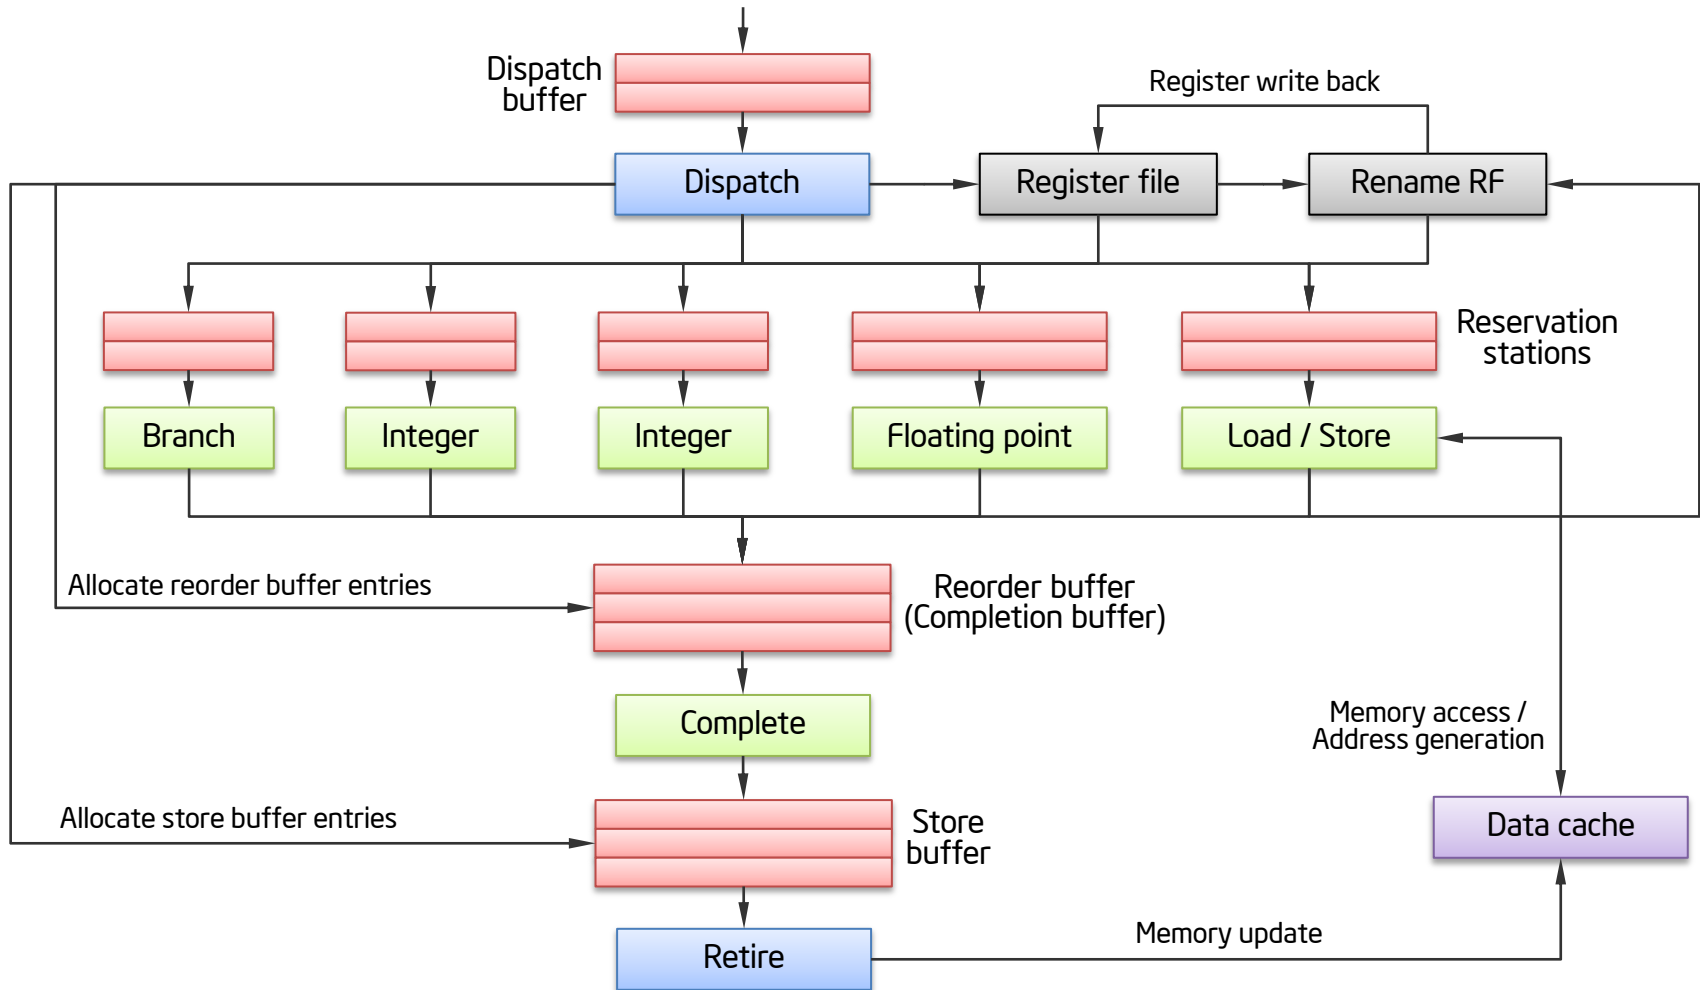 Dispatch
buffer
Register write back
Dispatch
Register file
Rename RF
Reservation
stations
Branch
Integer
Integer
Floating point
Load / Store
Allocate reorder buffer entries
Reorder buffer
(Completion buffer)
Complete
Memory access /
Address generation
Allocate store buffer entries
Store
buffer
Data cache
Retire
Memory update